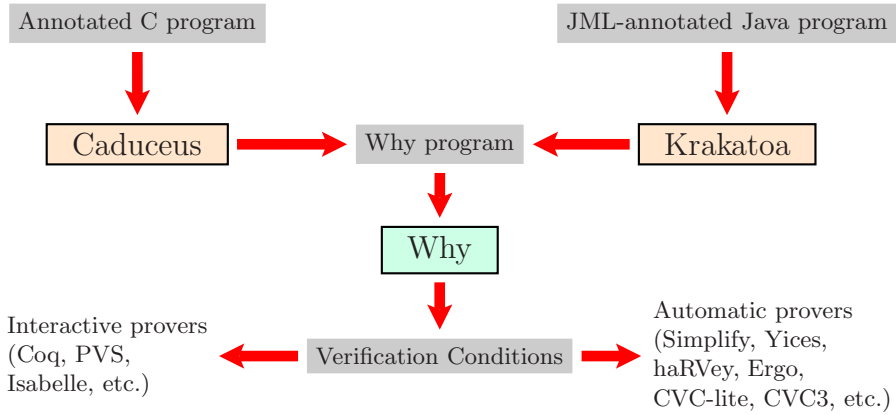 Annotated C program
JML-annotated Java program
Caduceus
Why program
Krakatoa
Why
Interactive provers
(Coq, PVS,
Isabelle, etc.)
Verification Conditions
Automatic provers
(Simplify, Yices,
haRVey, Ergo,
CVC-lite, CVC3, etc.)